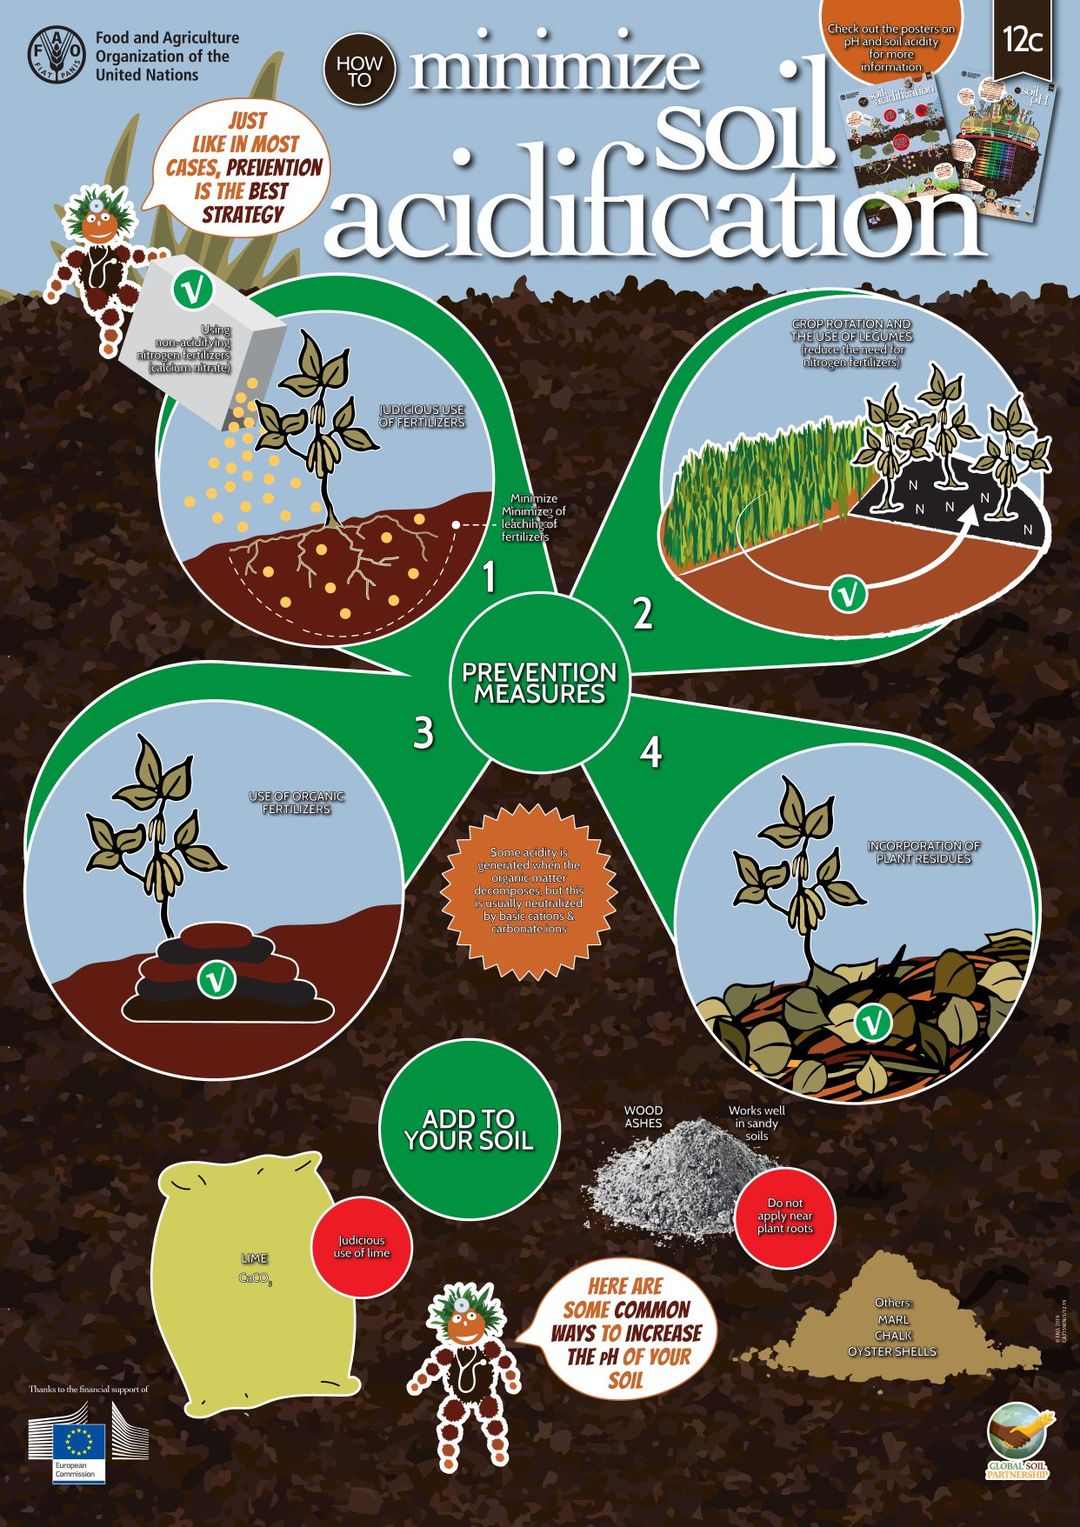 Food and Agriculture
Organization of the
United Nations
FAO
FIAT PANIS
HOW
TO
minimize
soil
acidification
Check out the posters on
pH and soil acidity
for more
information
12c
soil
acidification
soil
pH
JUST
LIKE IN MOST
CASES, PREVENTION
IS THE BEST
STRATEGY
√
Using
non-acidifying
nitrogen fertilizers
(calcium nitrate)
JUDICIOUS USE
OF FERTILIZERS
Minimize
leaching of
fertilizers
1
CROP ROTATION AND
THE USE OF LEGUMES
(reduce the need for
nitrogen fertilizers)
N
N
N
N
N
√
2
PREVENTION
MEASURES
3
USE OF ORGANIC
FERTILIZERS
√
4
INCORPORATION OF
PLANT RESIDUES
√
Some acidity is
generated when the
organic matter
decomposes, but this
is usually neutralized
by basic cations &
carbonate ions
ADD TO
YOUR SOIL
WOOD
ASHES
Works well
in sandy
soils
Do not
apply near
plant roots
LIME
CaCO3
Judicious
use of lime
HERE ARE
SOME COMMON
WAYS TO INCREASE
THE pH OF YOUR
SOIL
Others:
MARL
CHALK
OYSTER SHELLS
Thanks to the financial support of
European
Commission
GLOBAL SOIL
PARTNERSHIP